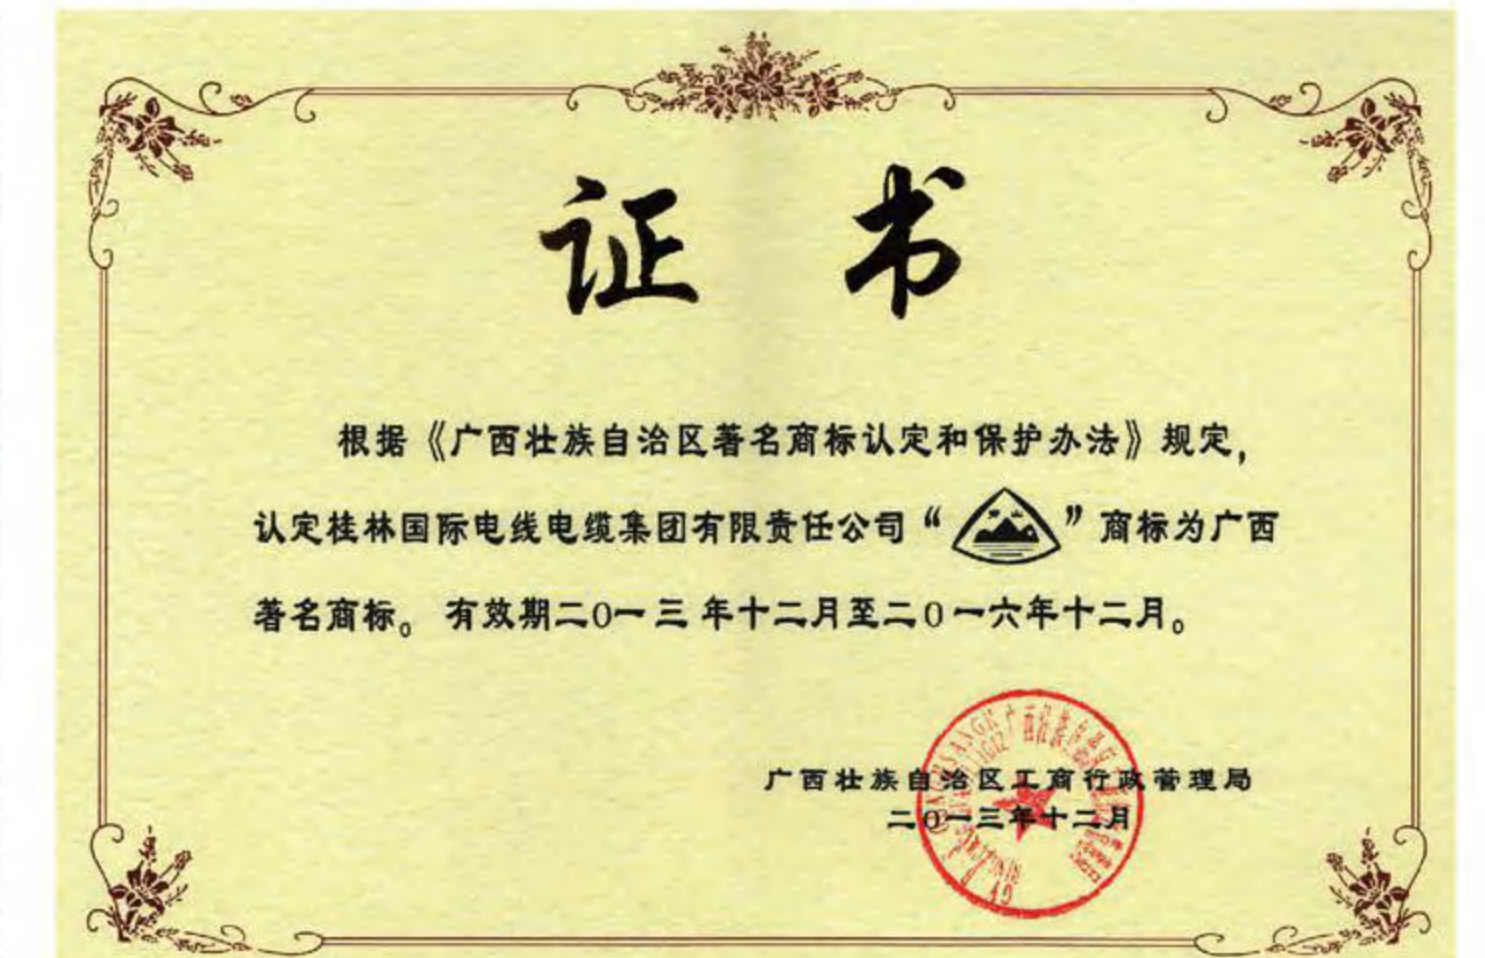 证书
根据《广西壮族自治区著名商标认定和保护办法》规定，
认定桂林国际电线电缆集团有限责任公司“”商标为广西
著名商标。有效期二0一三年十二月至二0一六年十二月。
广西壮族自治区工商行政管理局
二0一三年十二月